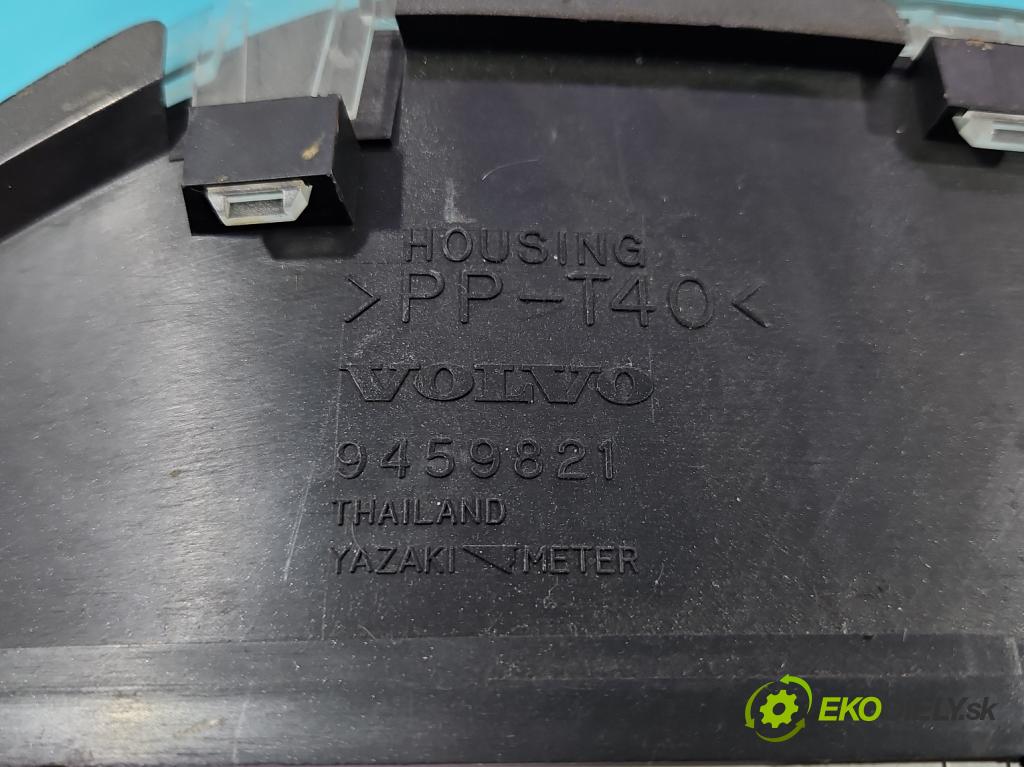 HOUSING
>PP-T40<
VOLVO
9459821
THAILAND
YAZAKI METER
EKODIELY.sk